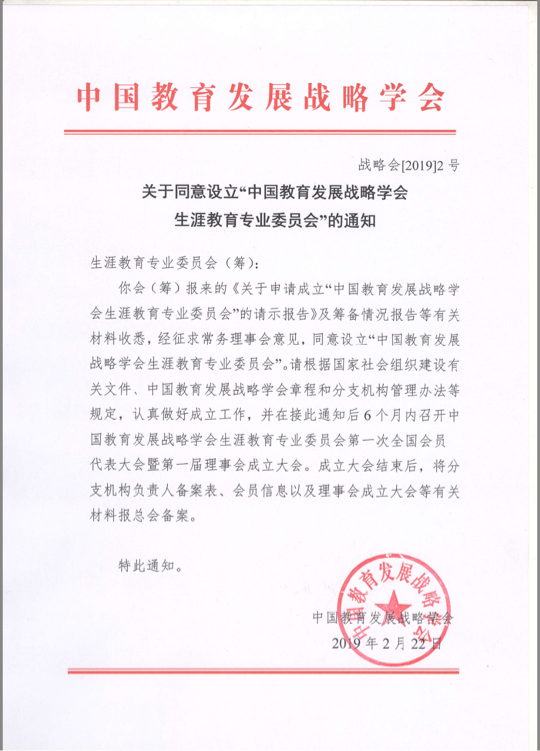 中国教育发展战略学会
战略会[2019]2 号
关于同意设立“中国教育发展战略学会
生涯教育专业委员会”的通知
生涯教育专业委员会（筹）：
你会（筹）报来的《关于申请成立“中国教育发展战略学
会生涯教育专业委员会”的请示报告》及筹备情况报告等有关
材料收悉，经征求常务理事会意见，同意设立“中国教育发展
战略学会生涯教育专业委员会”。请根据国家社会组织建设有
关文件、中国教育发展战略学会章程和分支机构管理办法等
规定，认真做好成立工作，并在接此通知后 6 个月内召开中
国教育发展战略学会生涯教育专业委员会第一次全国会员
代表大会暨第一届理事会成立大会。成立大会结束后，将分
支机构负责人备案表、会员信息以及理事会成立大会等有关
材料报总会备案。
特此通知。
中国教育发展战略学会
中国教育发展战略学会
2019 年 2 月 22 日